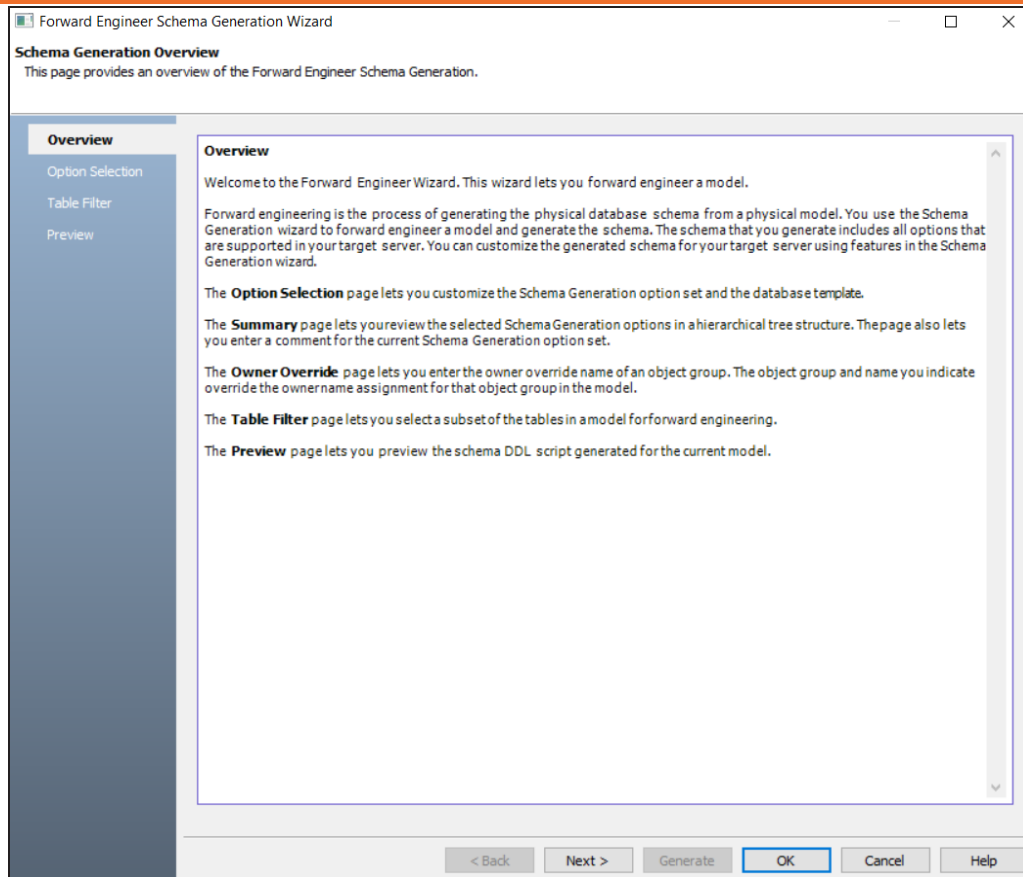 Forward Engineer Schema Generation Wizard
Schema Generation Overview
This page provides an overview of the Forward Engineer Schema Generation.
Overview
Option Selection
Table Filter
Preview
Overview
Welcome to the Forward Engineer Wizard. This wizard lets you forward engineer a model.
Forward engineering is the process of generating the physical database schema from a physical model. You use the Schema
Generation wizard to forward engineer a model and generate the schema. The schema that you generate includes all options that
are supported in your target server. You can customize the generated schema for your target server using features in the Schema
Generation wizard.
The Option Selection page lets you customize the Schema Generation option set and the database template.
The Summary page lets you review the selected Schema Generation options in a hierarchical tree structure. The page also lets
you enter a comment for the current Schema Generation option set.
The Owner Override page lets you enter the owner override name of an object group. The object group and name you indicate
override the owner name assignment for that object group in the model.
The Table Filter page lets you select a subset of the tables in a model for forward engineering.
The Preview page lets you preview the schema DDL script generated for the current model.
< Back
Next >
Generate
OK
Cancel
Help